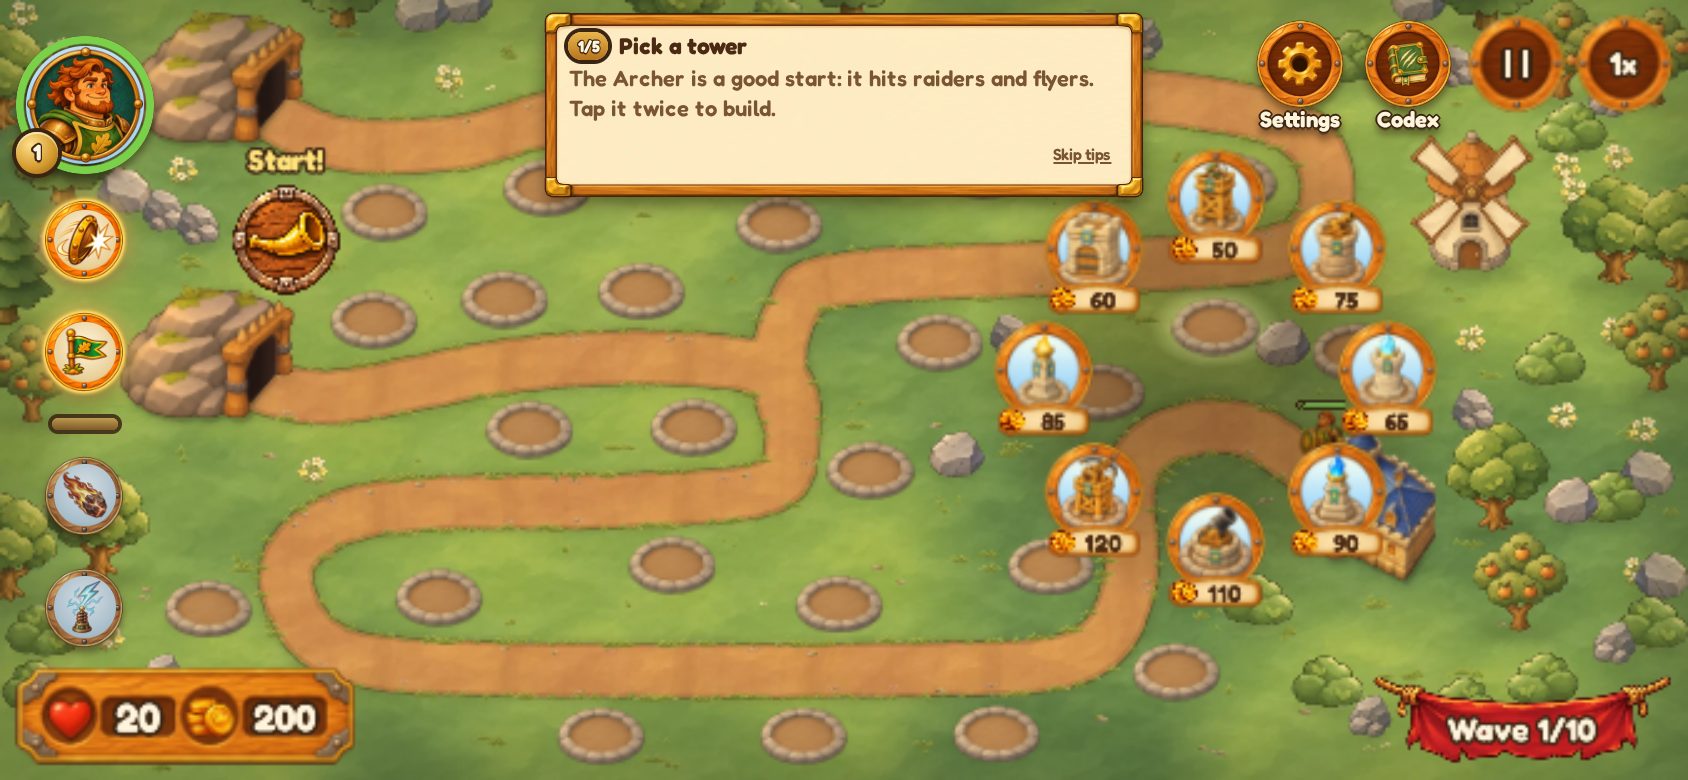 1/5 Pick a tower
The Archer is a good start: it hits raiders and flyers.
Tap it twice to build.
Skip tips
1x
Settings
Codex
1
Start!
50
60
75
85
65
120
90
110
20
200
Wave 1/10